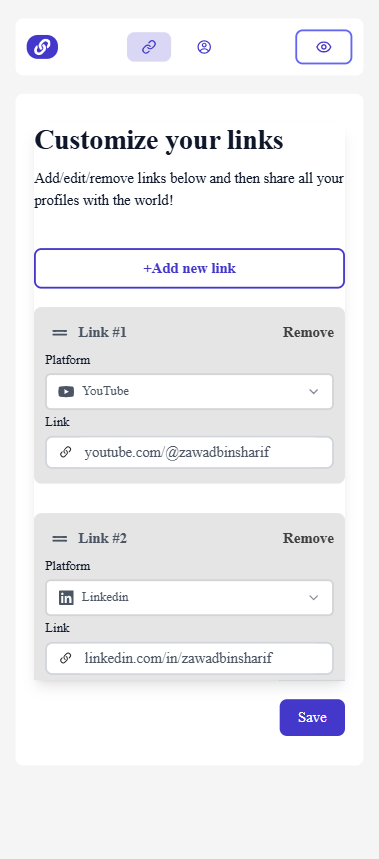 Customize your links
Add/edit/remove links below and then share all your
profiles with the world!
+Add new link
Link #1 Remove
Platform
YouTube
Link
youtube.com/@zawadbinsharif
Link #2 Remove
Platform
Linkedin
Link
linkedin.com/in/zawadbinsharif
Save